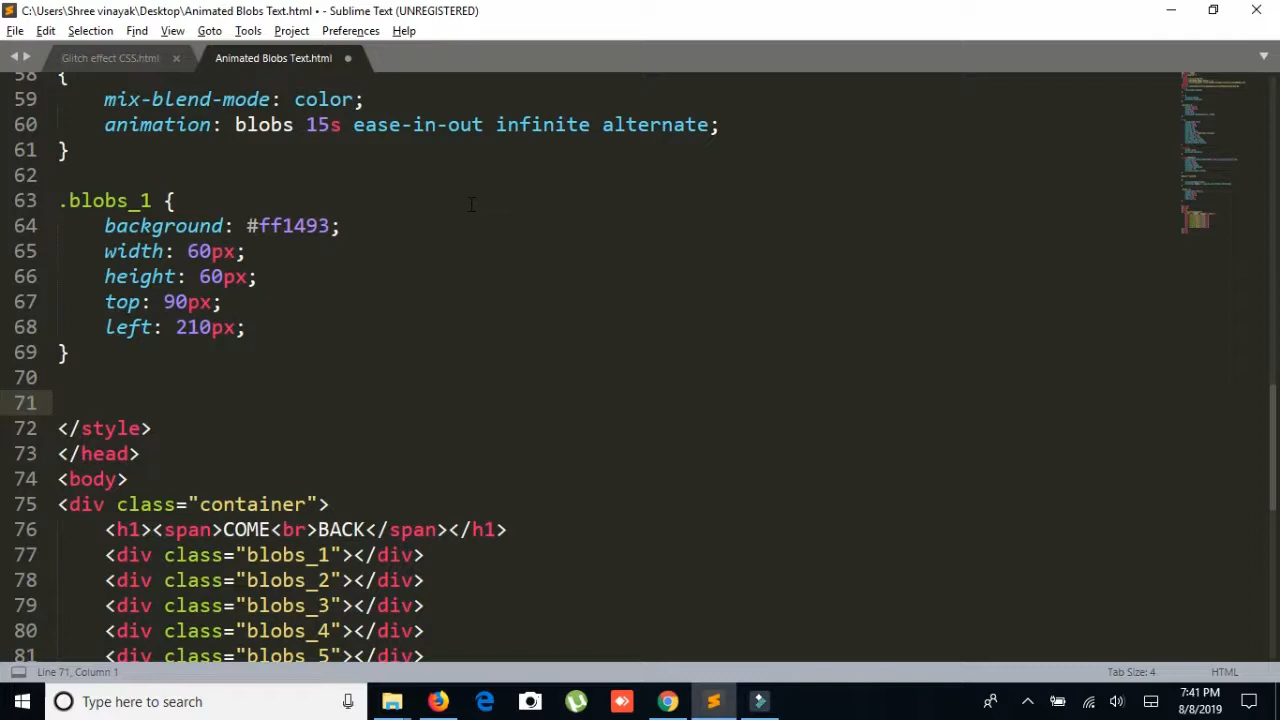 C:\Users\Shree vinayak\Desktop\Animated Blobs Text.html • - Sublime Text (UNREGISTERED)
File Edit Selection Find View Goto Tools Project Preferences Help
Glitch effect CSS.html Animated Blobs Text.html
58 {
59 mix-blend-mode: color;
60 animation: blobs 15s ease-in-out infinite alternate;
61 }
62
63 .blobs_1 {
64 background: #ff1493;
65 width: 60px;
66 height: 60px;
67 top: 90px;
68 left: 210px;
69 }
70
71
72 </style>
73 </head>
74 <body>
75 <div class="container">
76 <h1><span>COME<br>BACK</span></h1>
77 <div class="blobs_1"></div>
78 <div class="blobs_2"></div>
79 <div class="blobs_3"></div>
80 <div class="blobs_4"></div>
81 <div class="blobs_5"></div>
Line 71, Column 1 Tab Size: 4 HTML
Type here to search
7:41 PM
8/8/2019